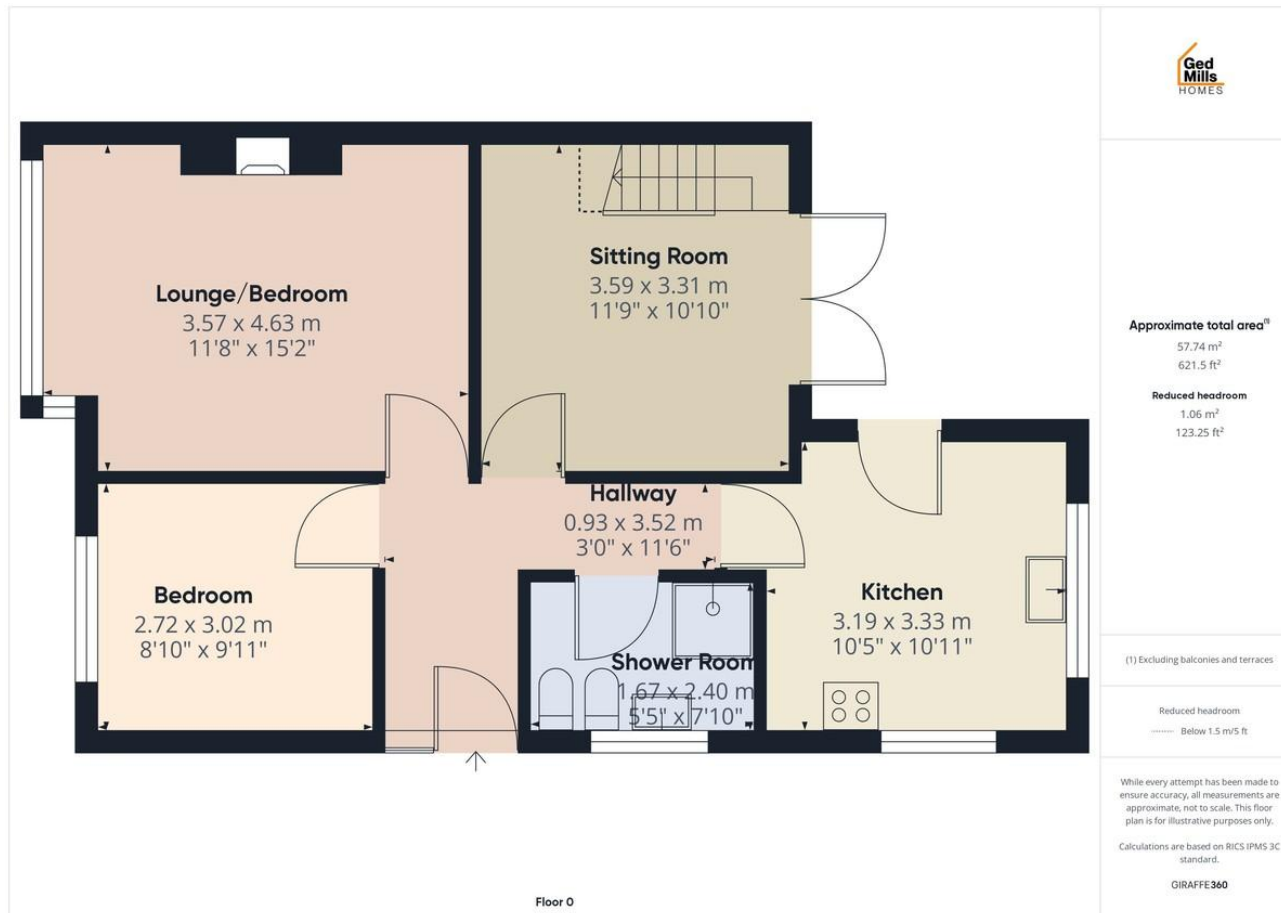 Ged
Mills
HOMES
Lounge/Bedroom
3.57 x 4.63 m
11'8" x 15'2"
Sitting Room
3.59 x 3.31 m
11'9" x 10'10"
Hallway
0.93 x 3.52 m
3'0" x 11'6"
Bedroom
2.72 x 3.02 m
8'10" x 9'11"
Kitchen
3.19 x 3.33 m
10'5" x 10'11"
Shower Room
1.67 x 2.40 m
5'5" x 7'10"
Floor 0
Approximate total area(1)
57.74 m²
621.5 ft²
Reduced headroom
1.06 m²
123.25 ft²
(1) Excluding balconies and terraces
Reduced headroom
Below 1.5 m/5 ft
While every attempt has been made to
ensure accuracy, all measurements are
approximate, not to scale. This floor
plan is for illustrative purposes only.
Calculations are based on RICS IPMS 3C
standard.
GIRAFFE360